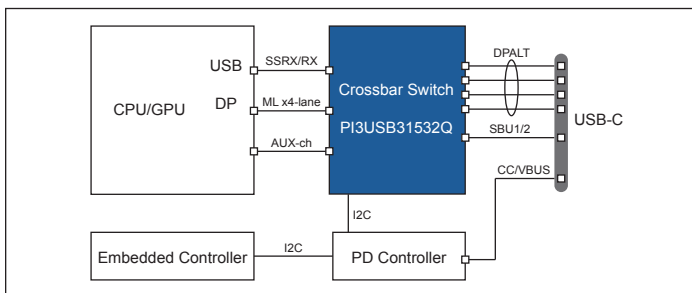 DPALT
USB
SSRX/RX
Crossbar Switch
CPU/GPU
DP
ML x4-lane
PI3USB31532Q
USB-C
SBU1/2
AUX-ch
CC/VBUS
I2C
Embedded Controller
I2C
PD Controller